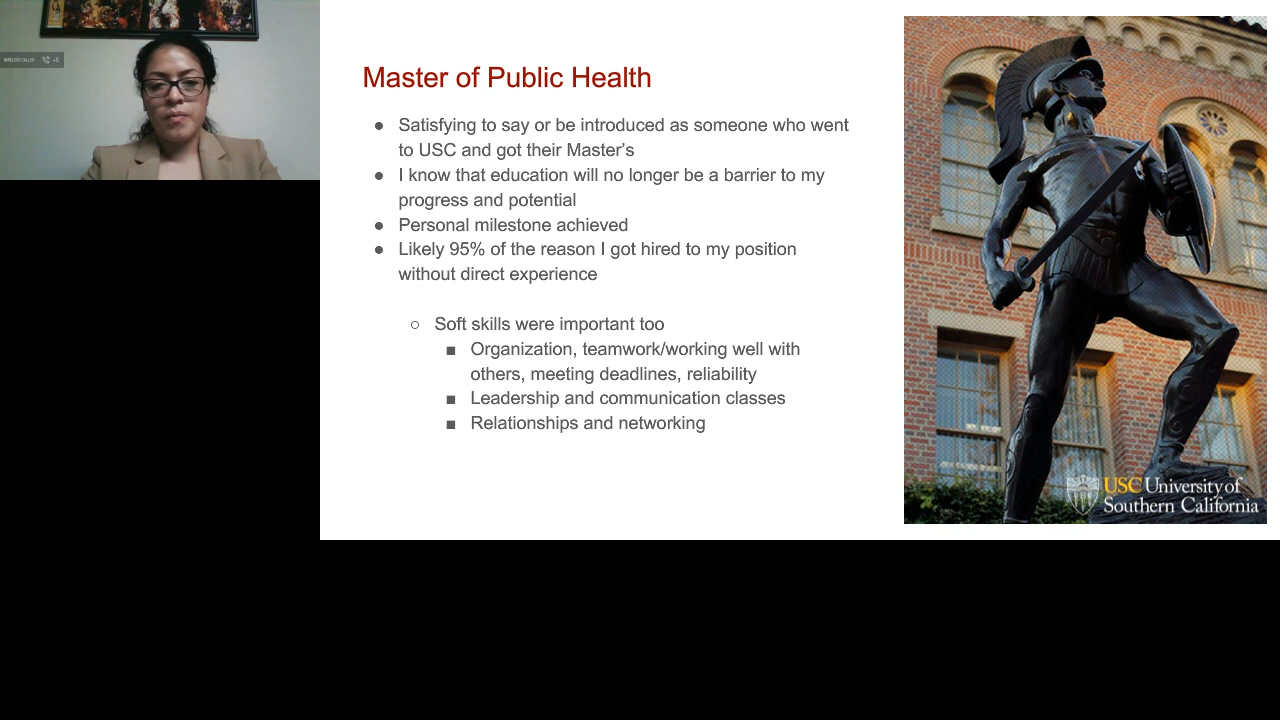 WIRELESS CALLER
+5
Master of Public Health
● Satisfying to say or be introduced as someone who went
to USC and got their Master's
● I know that education will no longer be a barrier to my
progress and potential
● Personal milestone achieved
● Likely 95% of the reason I got hired to my position
without direct experience
○ Soft skills were important too
■ Organization, teamwork/working well with
others, meeting deadlines, reliability
■ Leadership and communication classes
■ Relationships and networking
USC University of
Southern California